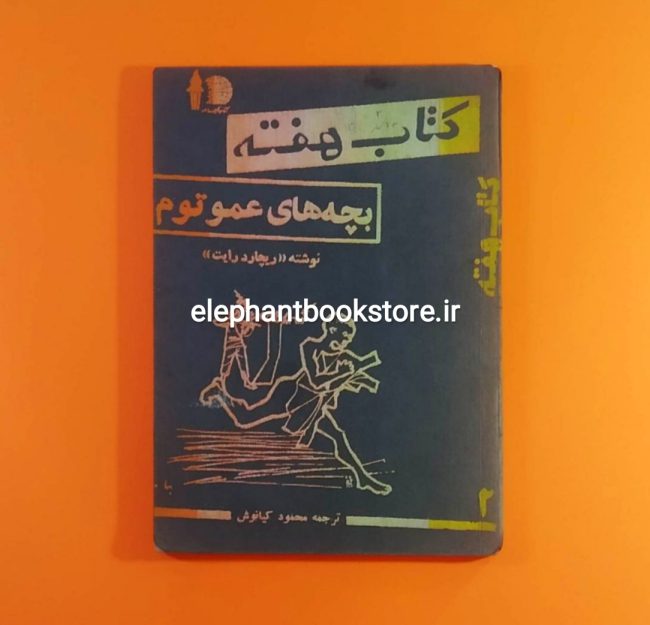 کتاب هفته
بچه‌های عمو توم
نوشته «ریچارد رایت»
elephantbookstore.ir
ترجمه محمود کیانوش
کتاب هفته
۲